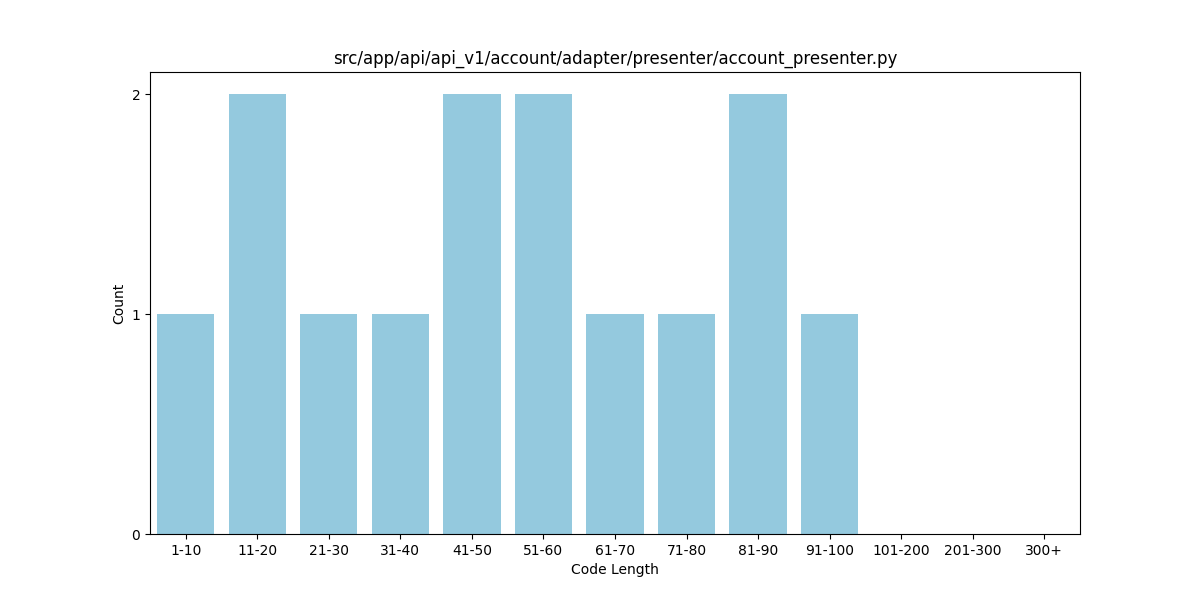 src/app/api/api_v1/account/adapter/presenter/account_presenter.py
2
1
0
Count
1-10 11-20 21-30 31-40 41-50 51-60 61-70 71-80 81-90 91-100 101-200 201-300 300+
Code Length